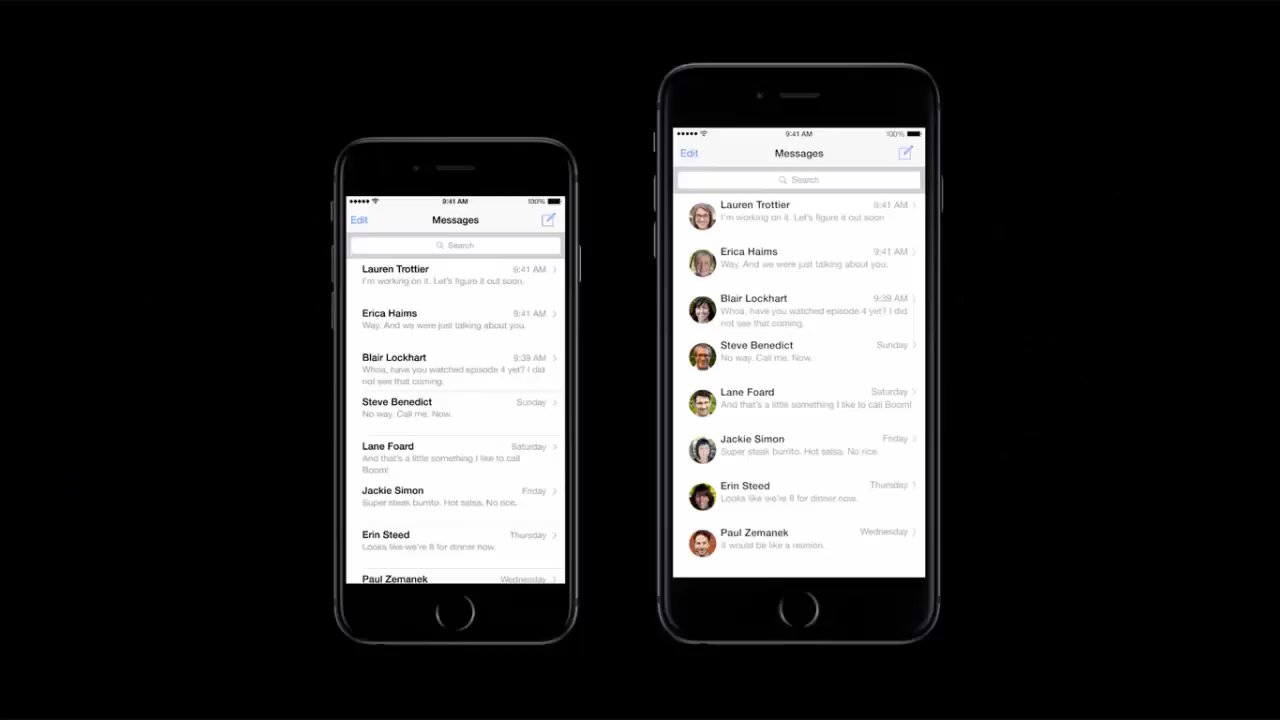 9:41 AM 100%
Edit Messages
Search
Lauren Trottier 9:41 AM
I'm working on it. Let's figure it out soon.
Erica Haims 9:41 AM
Way. And we were just talking about you.
Blair Lockhart 9:39 AM
Whoa, have you watched episode 4 yet? I did
not see that coming.
Steve Benedict Sunday
No way. Call me. Now.
Lane Foard Saturday
And that's a little something I like to call
Boom!
Jackie Simon Friday
Super steak burrito. Hot salsa. No rice.
Erin Steed Thursday
Looks like we're 8 for dinner now.
Paul Zemanek Wednesday
9:41 AM 100%
Edit Messages
Search
Lauren Trottier 9:41 AM
I'm working on it. Let's figure it out soon
Erica Haims 9:41 AM
Way. And we were just talking about you.
Blair Lockhart 9:39 AM
Whoa, have you watched episode 4 yet? I did
not see that coming.
Steve Benedict Sunday
No way. Call me. Now.
Lane Foard Saturday
And that's a little something I like to call Boom!
Jackie Simon Friday
Super steak burrito. Hot salsa. No rice.
Erin Steed Thursday
Looks like we're 8 for dinner now.
Paul Zemanek Wednesday
It would be like a reunion.